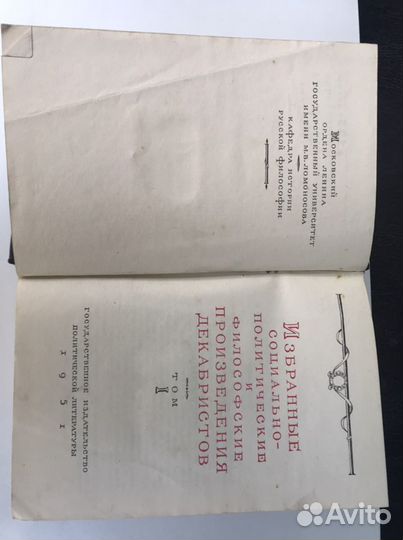 Московский
ордена Ленина
государственный университет
имени М.В. Ломоносова
кафедра истории
русской философии
Избранные
социально-
политические
и
философские
произведения
декабристов
том
I
государственное издательство
политической литературы
1951
Avito